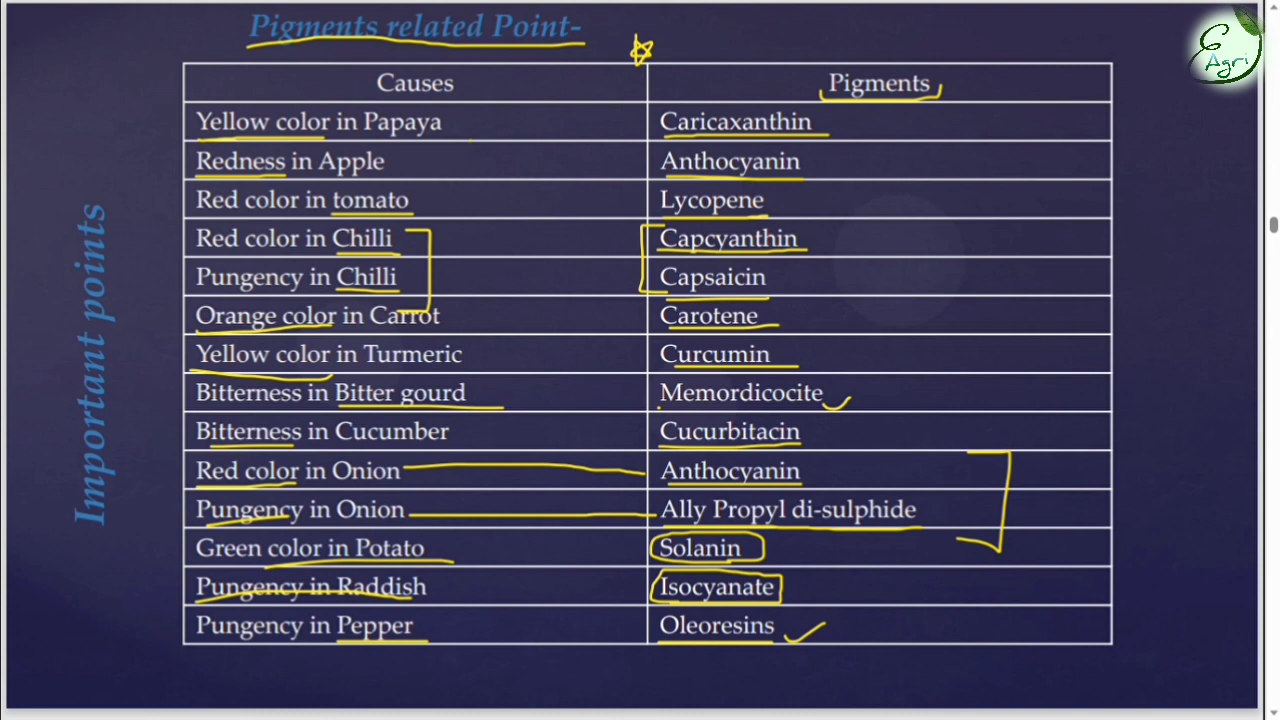 Pigments related Point-
Important points
Causes Pigments
Yellow color in Papaya Caricaxanthin
Redness in Apple Anthocyanin
Red color in tomato Lycopene
Red color in Chilli Capcyanthin
Pungency in Chilli Capsaicin
Orange color in Carrot Carotene
Yellow color in Turmeric Curcumin
Bitterness in Bitter gourd Memordicocite
Bitterness in Cucumber Cucurbitacin
Red color in Onion Anthocyanin
Pungency in Onion Ally Propyl di-sulphide
Green color in Potato Solanin
Pungency in Raddish Isocyanate
Pungency in Pepper Oleoresins
E
Agri